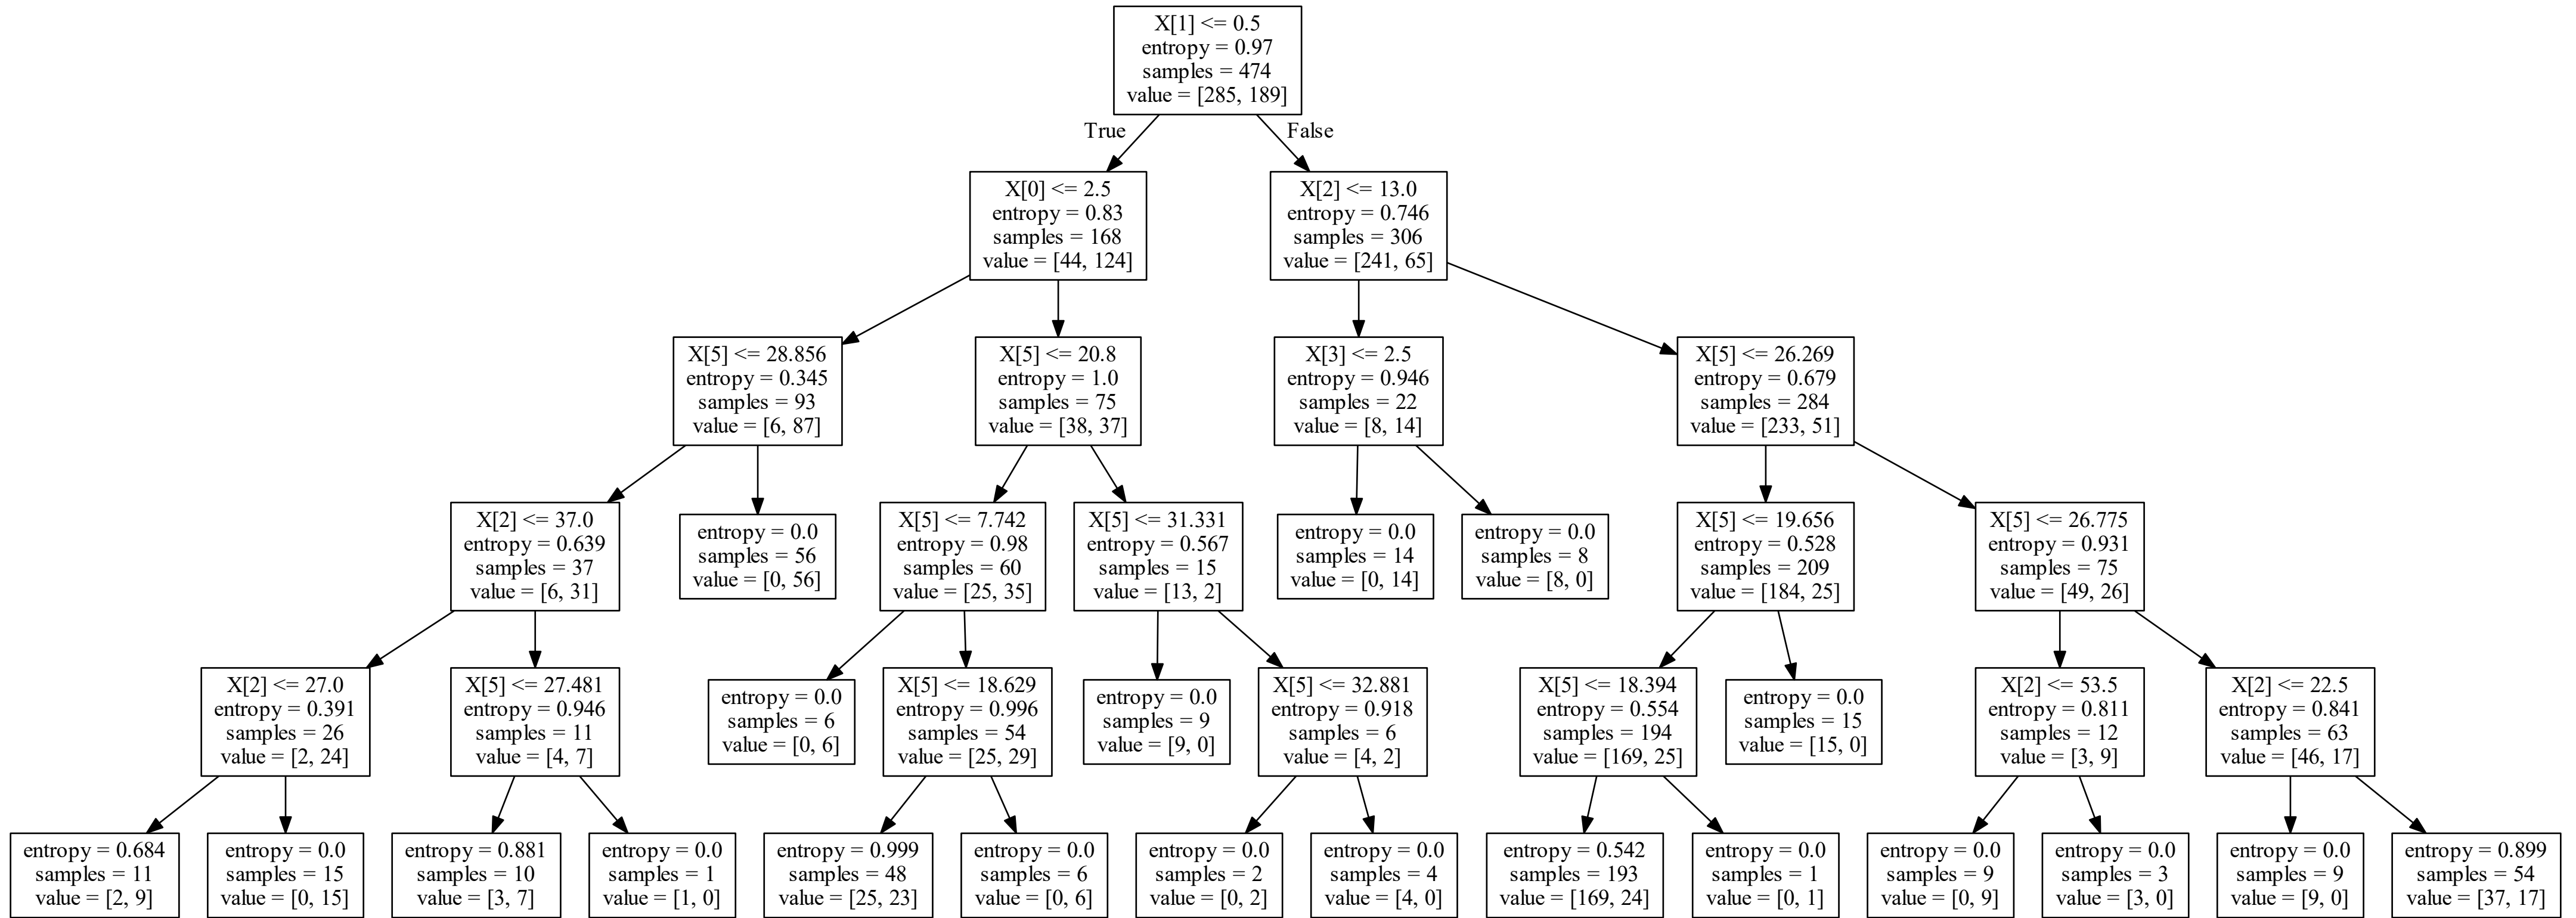 X[1] <= 0.5
entropy = 0.97
samples = 474
value = [285, 189]
True
False
X[0] <= 2.5
entropy = 0.83
samples = 168
value = [44, 124]
X[2] <= 13.0
entropy = 0.746
samples = 306
value = [241, 65]
X[5] <= 28.856
entropy = 0.345
samples = 93
value = [6, 87]
X[5] <= 20.8
entropy = 1.0
samples = 75
value = [38, 37]
X[3] <= 2.5
entropy = 0.946
samples = 22
value = [8, 14]
X[5] <= 26.269
entropy = 0.679
samples = 284
value = [233, 51]
X[2] <= 37.0
entropy = 0.639
samples = 37
value = [6, 31]
entropy = 0.0
samples = 56
value = [0, 56]
X[5] <= 7.742
entropy = 0.98
samples = 60
value = [25, 35]
X[5] <= 31.331
entropy = 0.567
samples = 15
value = [13, 2]
entropy = 0.0
samples = 14
value = [0, 14]
entropy = 0.0
samples = 8
value = [8, 0]
X[5] <= 19.656
entropy = 0.528
samples = 209
value = [184, 25]
X[5] <= 26.775
entropy = 0.931
samples = 75
value = [49, 26]
X[2] <= 27.0
entropy = 0.391
samples = 26
value = [2, 24]
X[5] <= 27.481
entropy = 0.946
samples = 11
value = [4, 7]
entropy = 0.0
samples = 6
value = [0, 6]
X[5] <= 18.629
entropy = 0.996
samples = 54
value = [25, 29]
entropy = 0.0
samples = 9
value = [9, 0]
X[5] <= 32.881
entropy = 0.918
samples = 6
value = [4, 2]
X[5] <= 18.394
entropy = 0.554
samples = 194
value = [169, 25]
entropy = 0.0
samples = 15
value = [15, 0]
X[2] <= 53.5
entropy = 0.811
samples = 12
value = [3, 9]
X[2] <= 22.5
entropy = 0.841
samples = 63
value = [46, 17]
entropy = 0.684
samples = 11
value = [2, 9]
entropy = 0.0
samples = 15
value = [0, 15]
entropy = 0.881
samples = 10
value = [3, 7]
entropy = 0.0
samples = 1
value = [1, 0]
entropy = 0.999
samples = 48
value = [25, 23]
entropy = 0.0
samples = 6
value = [0, 6]
entropy = 0.0
samples = 2
value = [0, 2]
entropy = 0.0
samples = 4
value = [4, 0]
entropy = 0.542
samples = 193
value = [169, 24]
entropy = 0.0
samples = 1
value = [0, 1]
entropy = 0.0
samples = 9
value = [0, 9]
entropy = 0.0
samples = 3
value = [3, 0]
entropy = 0.0
samples = 9
value = [9, 0]
entropy = 0.899
samples = 54
value = [37, 17]